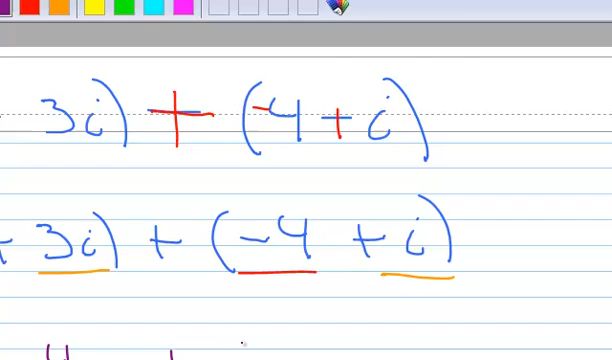 3i) + (-4 + i)
+ 3i) + (-4 + i)